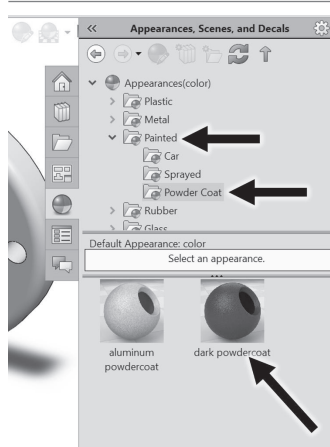 Appearances, Scenes, and Decals
Appearances(color)
Plastic
Metal
Painted
Car
Sprayed
Powder Coat
Rubber
Glass
Default Appearance: color
Select an appearance.
aluminum
powdercoat
dark powdercoat